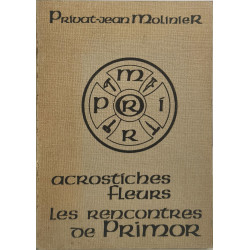 Privat-Jean Molinier
M
P R I
R T
acrostiches
fleurs
les rencontres
de Primor